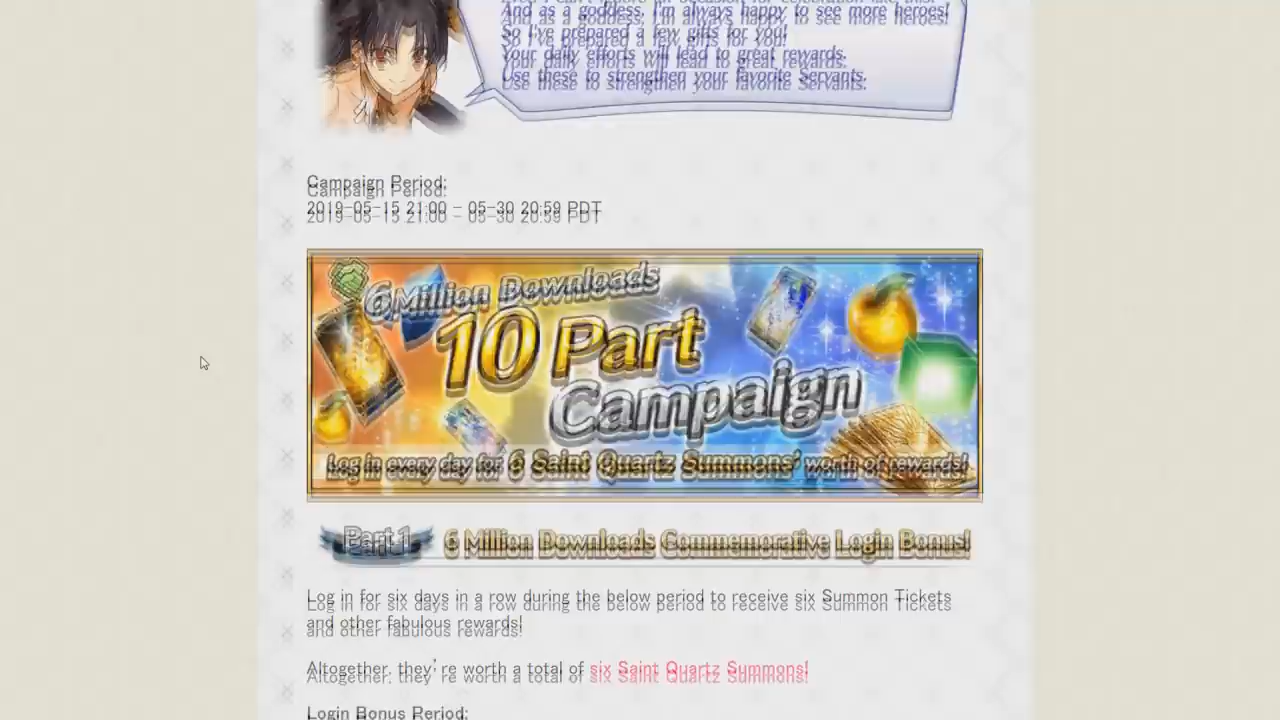 And as a goddess, I'm always happy to see more heroes!
So I've prepared a few gifts for you!
Your daily efforts will lead to great rewards.
Use these to strengthen your favorite Servants.
Campaign Period:
2019-05-15 21:00 - 05-30 20:59 PDT
6 Million Downloads
10 Part
Campaign
Log in every day for 6 Saint Quartz Summons' worth of rewards!
Part 1 6 Million Downloads Commemorative Login Bonus!
Log in for six days in a row during the below period to receive six Summon Tickets
and other fabulous rewards!
Altogether, they're worth a total of six Saint Quartz Summons!
Login Bonus Period: